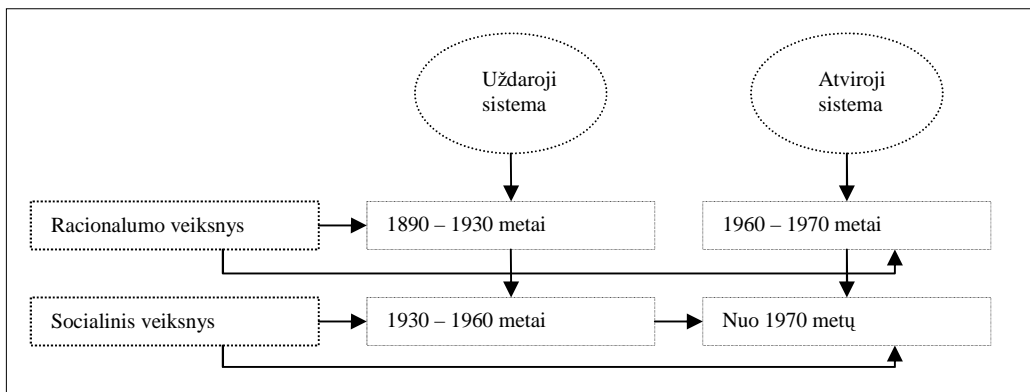 Uždaroji
sistema
Atviroji
sistema
Racionalumo veiksnys
1890 – 1930 metai
1960 – 1970 metai
Socialinis veiksnys
1930 – 1960 metai
Nuo 1970 metų